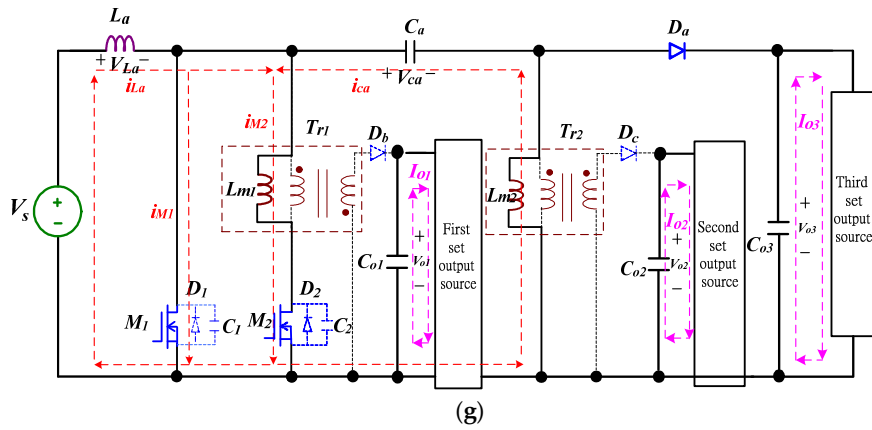 La
Ca
Da
+ VLa −
+ Vca −
iLa
ica
iM2
Tr1
Db
Tr2
Dc
Io3
Lm1
Io1
Lm2
Third
set
output
source
Vs
iM1
First
set
output
source
Io2
Second
set
output
source
+
Vo3
−
Co3
+
Vo1
−
Co1
+
Vo2
−
Co2
D1
D2
M1
C1
M2
C2
(g)